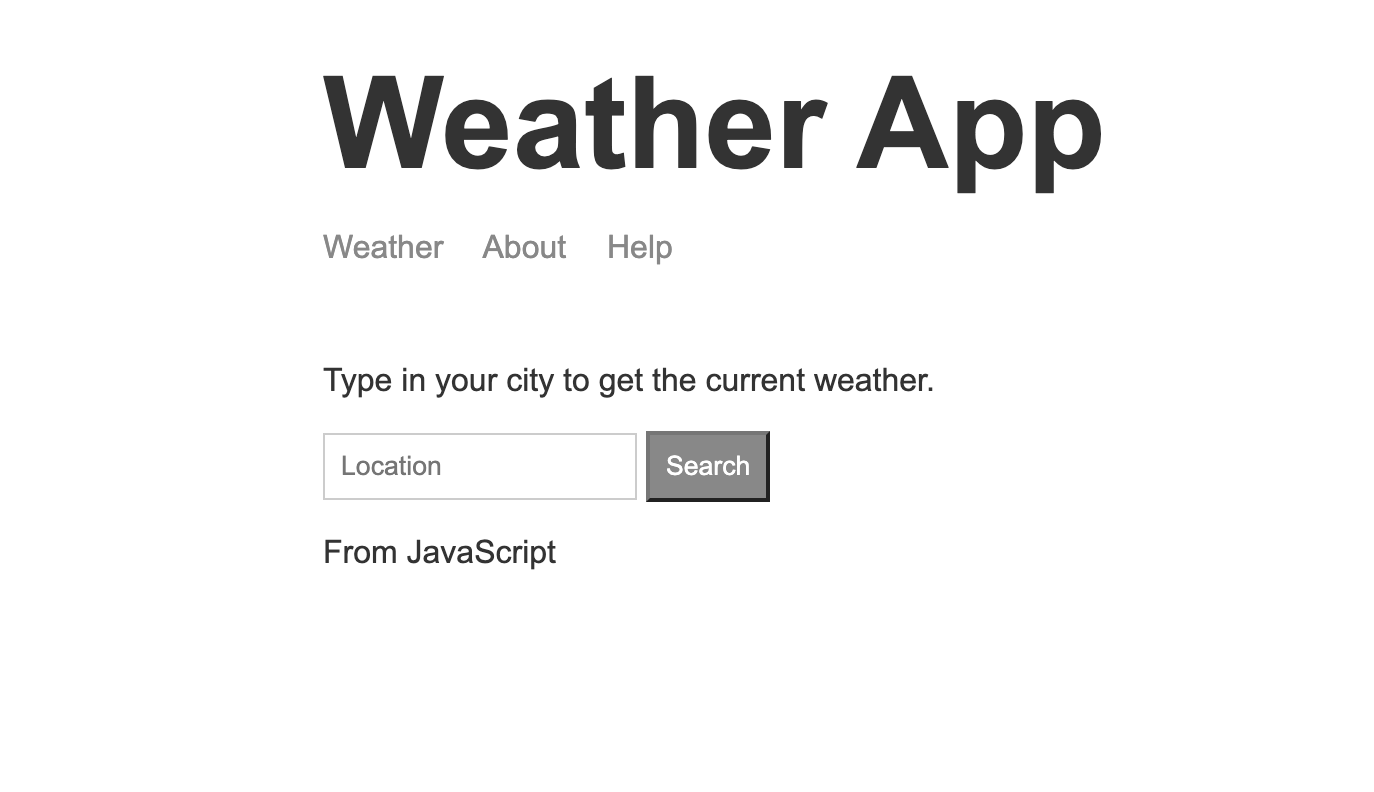 Weather App
Weather About Help
Type in your city to get the current weather.
Location Search
From JavaScript